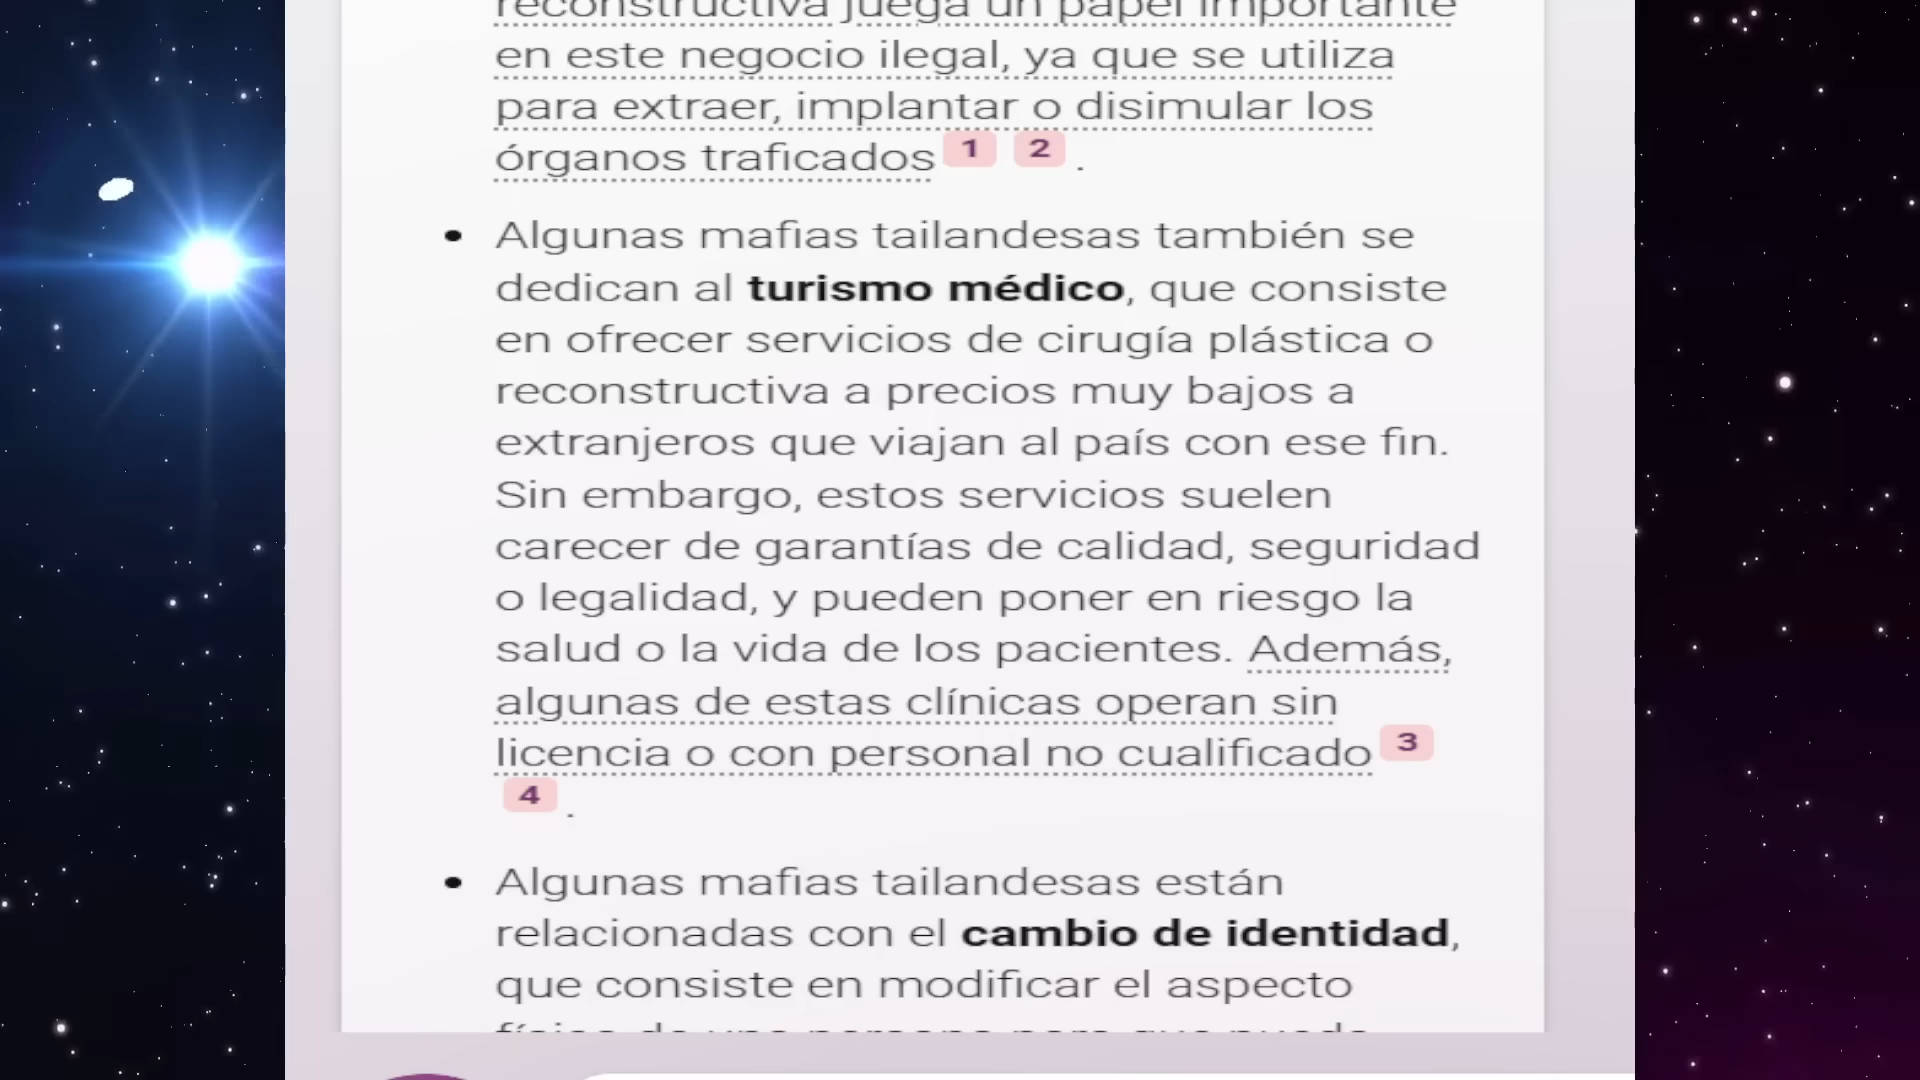 reconstructiva juega un papel importante
en este negocio ilegal, ya que se utiliza
para extraer, implantar o disimular los
órganos traficados 1 2 .
• Algunas mafias tailandesas también se
dedican al turismo médico, que consiste
en ofrecer servicios de cirugía plástica o
reconstructiva a precios muy bajos a
extranjeros que viajan al país con ese fin.
Sin embargo, estos servicios suelen
carecer de garantías de calidad, seguridad
o legalidad, y pueden poner en riesgo la
salud o la vida de los pacientes. Además,
algunas de estas clínicas operan sin
licencia o con personal no cualificado 3
4 .
• Algunas mafias tailandesas están
relacionadas con el cambio de identidad,
que consiste en modificar el aspecto